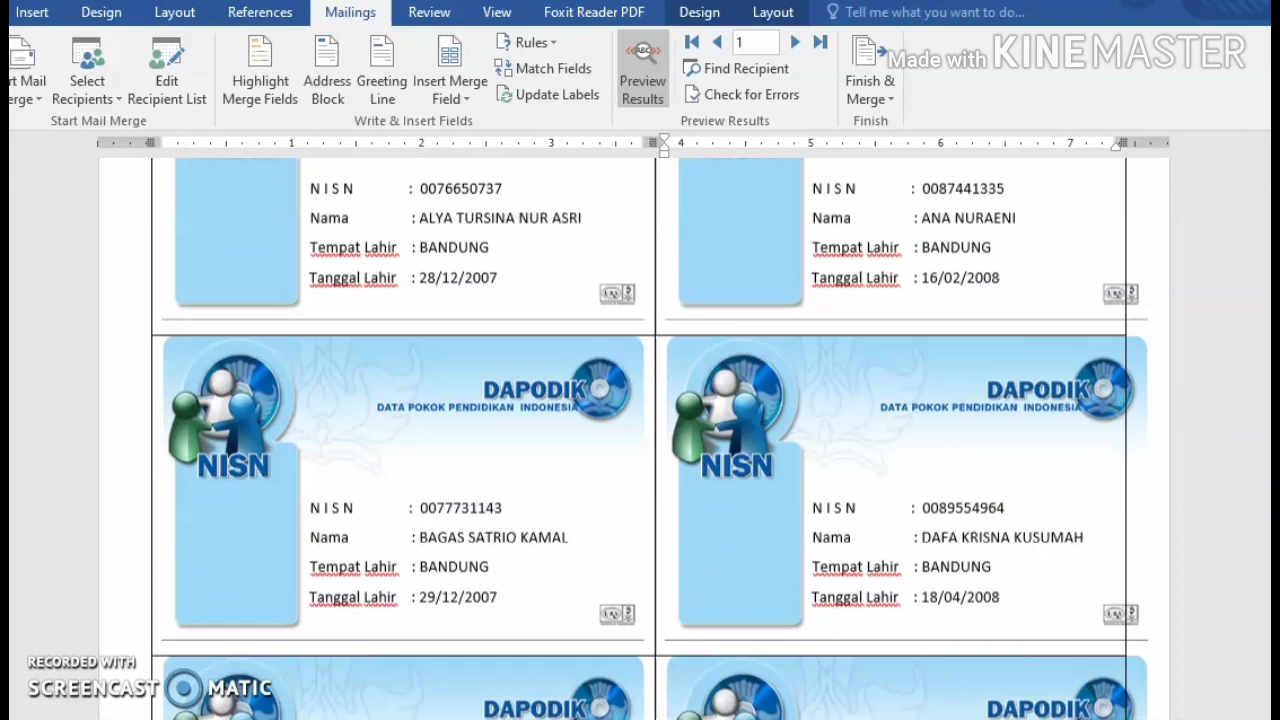 Insert Design Layout References Mailings Review View Foxit Reader PDF Design Layout Tell me what you want to do...
Made with KINEMASTER
rt Mail erge
Select Recipients
Edit Recipient List
Highlight Merge Fields
Address Block
Greeting Line
Insert Merge Field
Rules
Match Fields
Update Labels
Preview Results
1
Find Recipient
Check for Errors
Finish & Merge
Start Mail Merge Write & Insert Fields Preview Results Finish
1 2 3 4 5 6 7
N I S N : 0076650737
Nama : ALYA TURSINA NUR ASRI
Tempat Lahir : BANDUNG
Tanggal Lahir : 28/12/2007
N I S N : 0087441335
Nama : ANA NURAENI
Tempat Lahir : BANDUNG
Tanggal Lahir : 16/02/2008
DAPODIK
DATA POKOK PENDIDIKAN INDONESIA
NISN
N I S N : 0077731143
Nama : BAGAS SATRIO KAMAL
Tempat Lahir : BANDUNG
Tanggal Lahir : 29/12/2007
DAPODIK
DATA POKOK PENDIDIKAN INDONESIA
NISN
N I S N : 0089554964
Nama : DAFA KRISNA KUSUMAH
Tempat Lahir : BANDUNG
Tanggal Lahir : 18/04/2008
DAPODIK
DAPODIK
RECORDED WITH
SCREENCAST MATIC